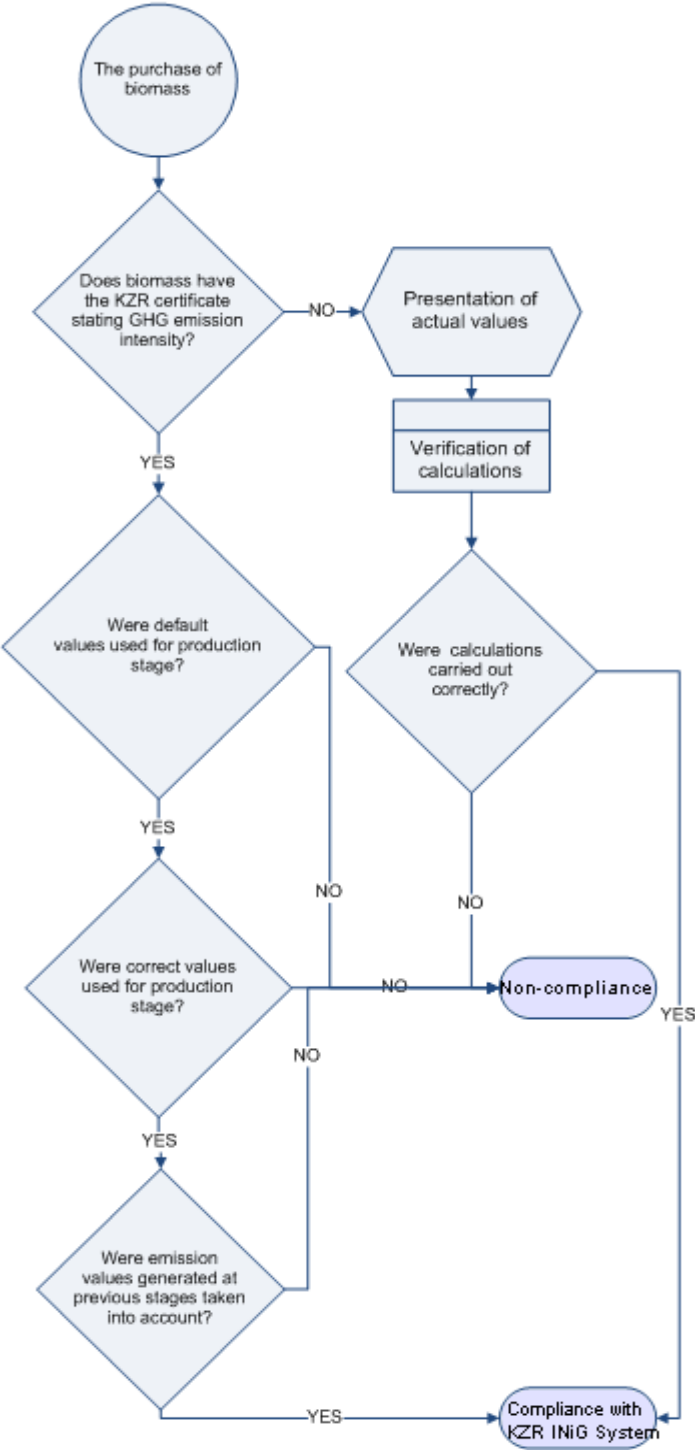 The purchase of
biomass
Does biomass have
the KZR certificate
stating GHG emission
intensity?
NO
Presentation of
actual values
Verification of
calculations
YES
Were default
values used for production
stage?
Were  calculations
carried out
correctly?
YES
NO
NO
Were correct values
used for production
stage?
NO
Non-compliance
YES
NO
YES
Were emission
values generated at
previous stages taken
into account?
YES
Compliance with
KZR INiG System